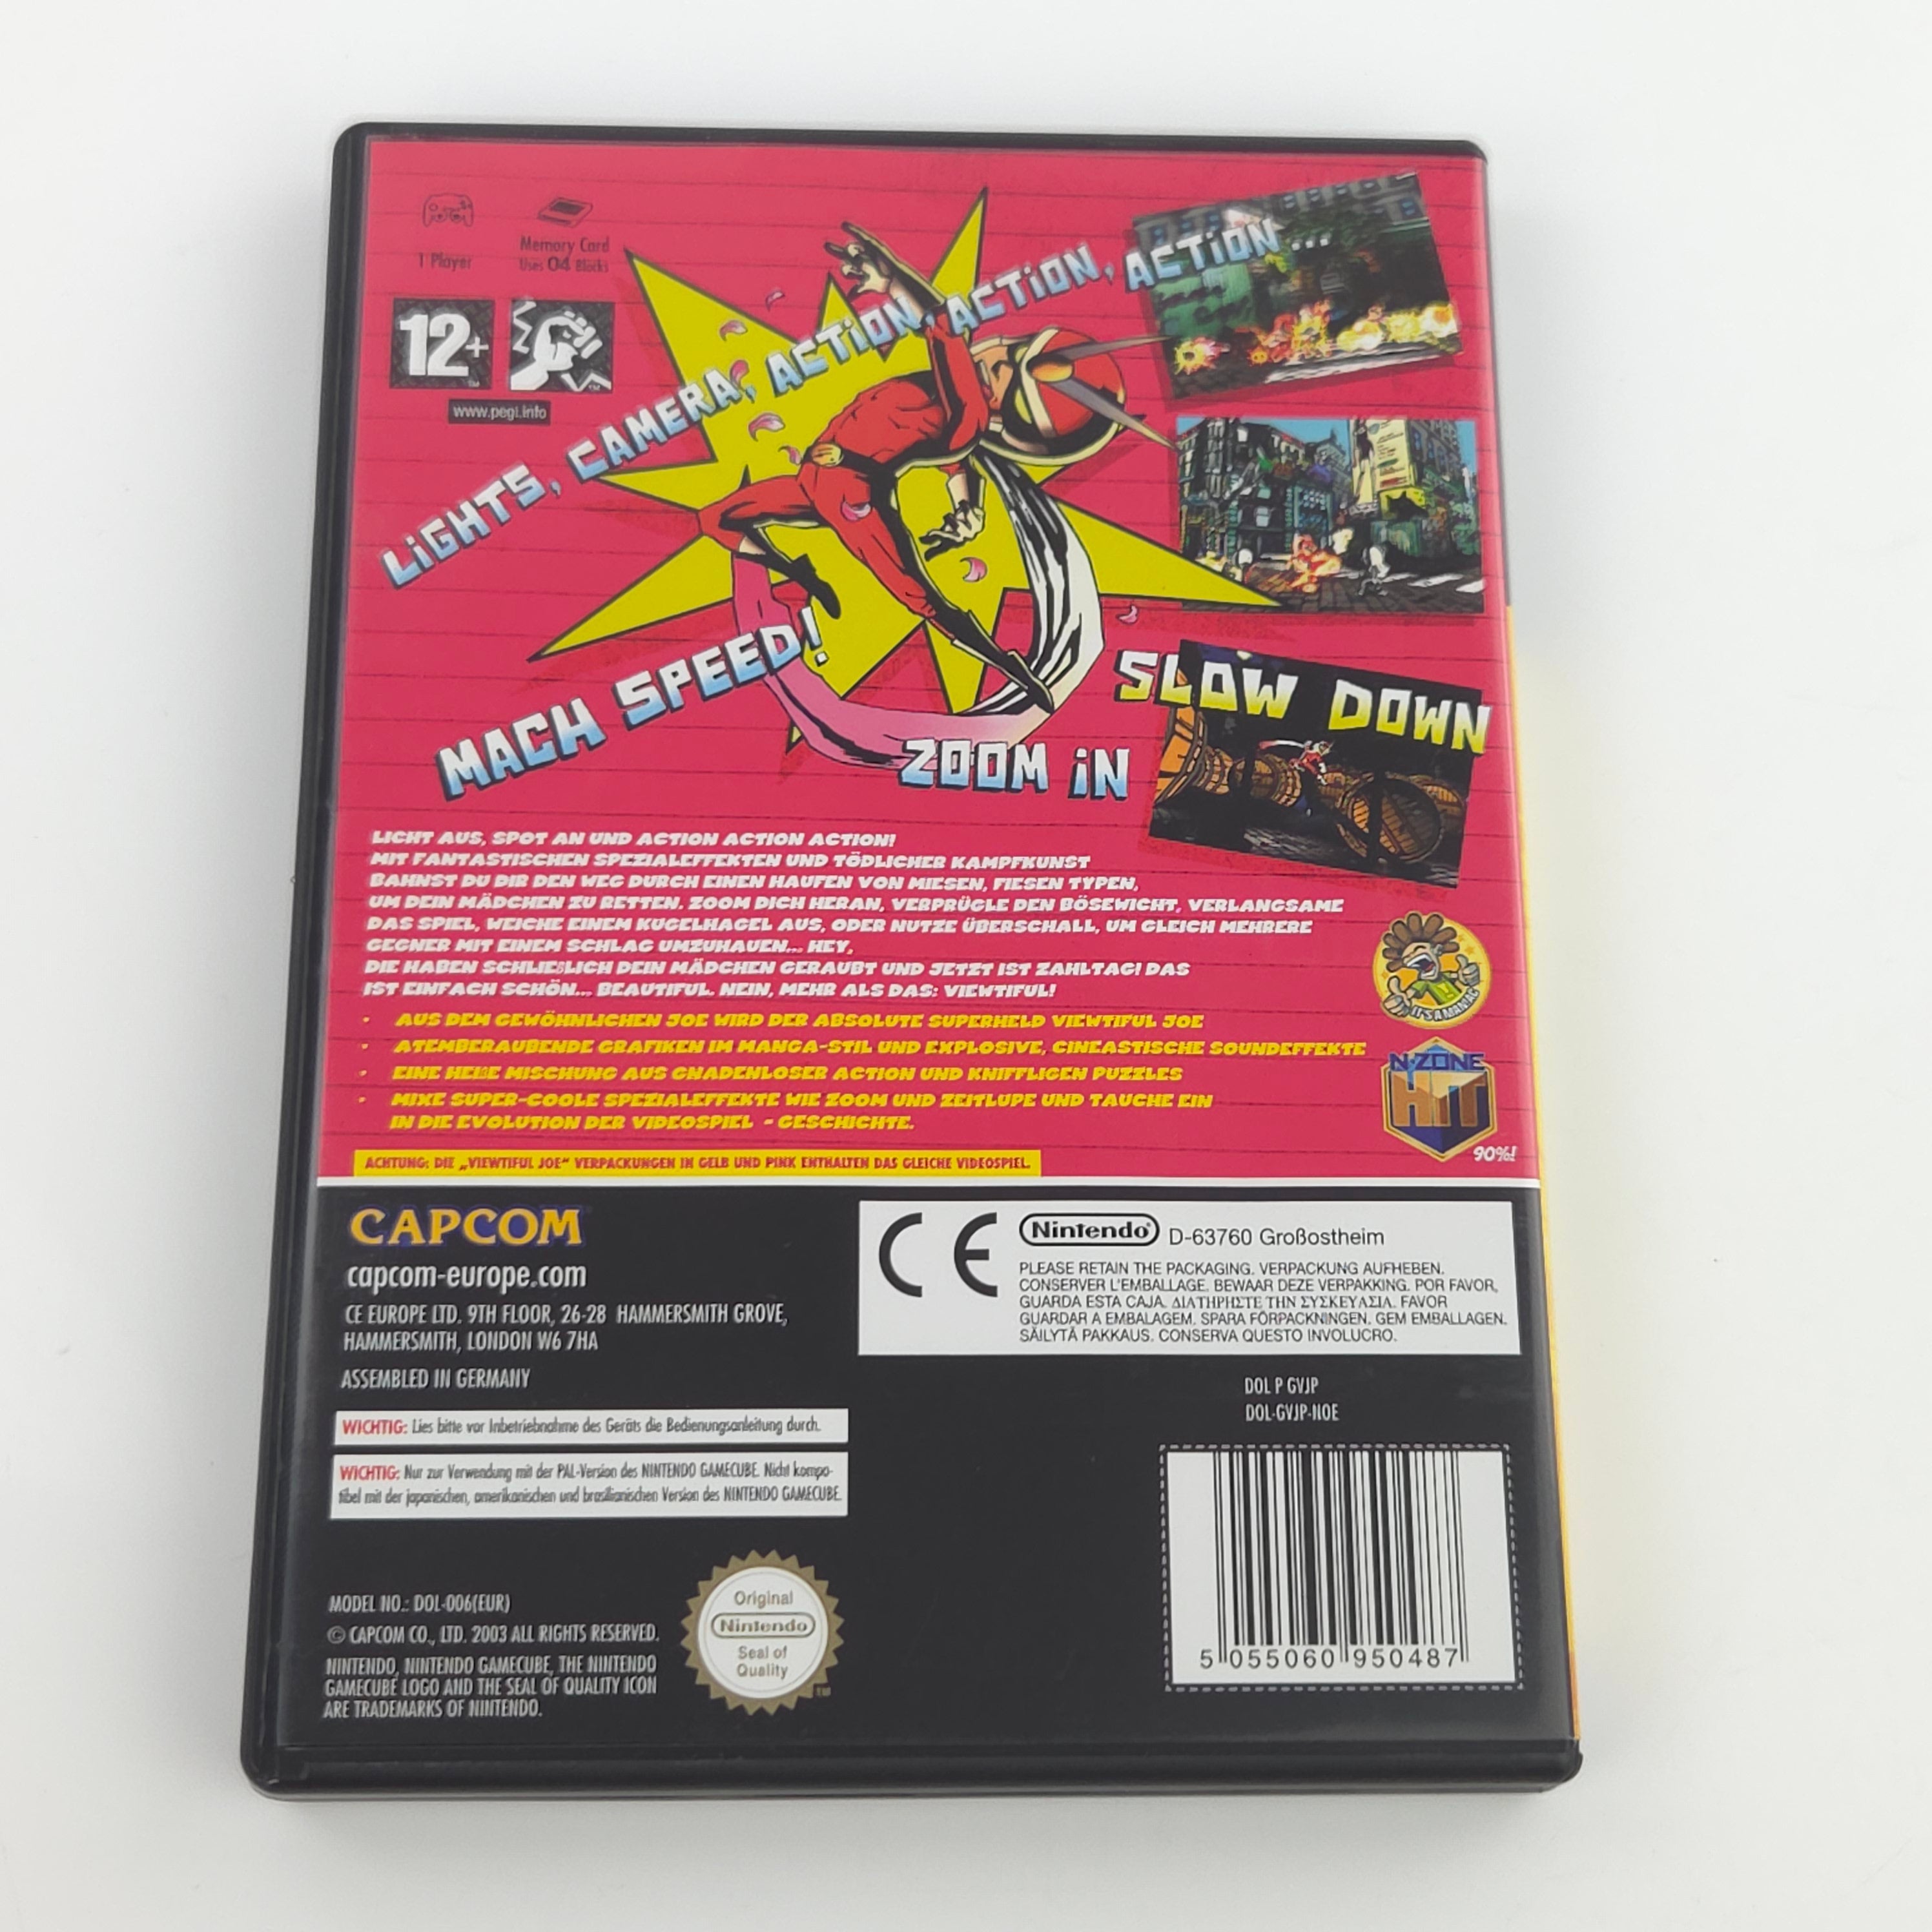 1 Player
Memory Card
Uses 04 Blocks
12+
www.pegi.info
LiGHTS, CAMERA, ACTiON, ACTiON, ACTiON ...
MACH SPEED!
SLOW DOWN
ZOOM iN
LICHT AUS, SPOT AN UND ACTION ACTION ACTION!
MIT FANTASTISCHEN SPEZIALEFFEKTEN UND TÖDLICHER KAMPFKUNST
BAHNST DU DIR DEN WEG DURCH EINEN HAUFEN VON MIESEN, FIESEN TYPEN,
UM DEIN MÄDCHEN ZU RETTEN. ZOOM DICH HERAN, VERPRÜGLE DEN BÖSEWICHT, VERLANGSAME
DAS SPIEL, WEICHE EINEM KUGELHAGEL AUS, ODER NUTZE ÜBERSCHALL, UM GLEICH MEHRERE
GEGNER MIT EINEM SCHLAG UMZUHAUEN... HEY,
DIE HABEN SCHLIEßLICH DEIN MÄDCHEN GERAUBT UND JETZT IST ZAHLTAG! DAS
IST EINFACH SCHÖN... BEAUTIFUL. NEIN, MEHR ALS DAS: VIEWTIFUL!
· AUS DEM GEWÖHNLICHEN JOE WIRD DER ABSOLUTE SUPERHELD VIEWTIFUL JOE
· ATEMBERAUBENDE GRAFIKEN IM MANGA-STIL UND EXPLOSIVE, CINEASTISCHE SOUNDEFFEKTE
· EINE HEIßE MISCHUNG AUS GNADENLOSER ACTION UND KNIFFLIGEN PUZZLES
· MIXE SUPER-COOLE SPEZIALEFFEKTE WIE ZOOM UND ZEITLUPE UND TAUCHE EIN
IN DIE EVOLUTION DER VIDEOSPIEL - GESCHICHTE.
IT'S A MANIAC
N-ZONE
HIT
90%!
ACHTUNG: DIE „VIEWTIFUL JOE“ VERPACKUNGEN IN GELB UND PINK ENTHALTEN DAS GLEICHE VIDEOSPIEL.
CAPCOM
capcom-europe.com
CE EUROPE LTD. 9TH FLOOR, 26-28 HAMMERSMITH GROVE,
HAMMERSMITH, LONDON W6 7HA
ASSEMBLED IN GERMANY
CE
Nintendo D-63760 Großostheim
PLEASE RETAIN THE PACKAGING. VERPACKUNG AUFHEBEN.
CONSERVER L'EMBALLAGE. BEWAAR DEZE VERPAKKING. POR FAVOR,
GUARDA ESTA CAJA. ΔΙΑΤΗΡΗΣΤΕ ΤΗΝ ΣΥΣΚΕΥΑΣΙΑ. FAVOR
GUARDAR A EMBALAGEM. SPARA FÖRPACKNINGEN. GEM EMBALLAGEN.
SÄILYTÄ PAKKAUS. CONSERVA QUESTO INVOLUCRO.
DOL P GVJP
DOL-GVJP-NOE
WICHTIG: Lies bitte vor Inbetriebnahme des Geräts die Bedienungsanleitung durch.
WICHTIG: Nur zur Verwendung mit der PAL-Version des NINTENDO GAMECUBE. Nicht kompa-
tibel mit der japanischen, amerikanischen und brasilianischen Version des NINTENDO GAMECUBE.
MODEL NO.: DOL-006(EUR)
© CAPCOM CO., LTD. 2003 ALL RIGHTS RESERVED.
NINTENDO, NINTENDO GAMECUBE, THE NINTENDO
GAMECUBE LOGO AND THE SEAL OF QUALITY ICON
ARE TRADEMARKS OF NINTENDO.
Original
Nintendo
Seal of
Quality
5 055060 950487